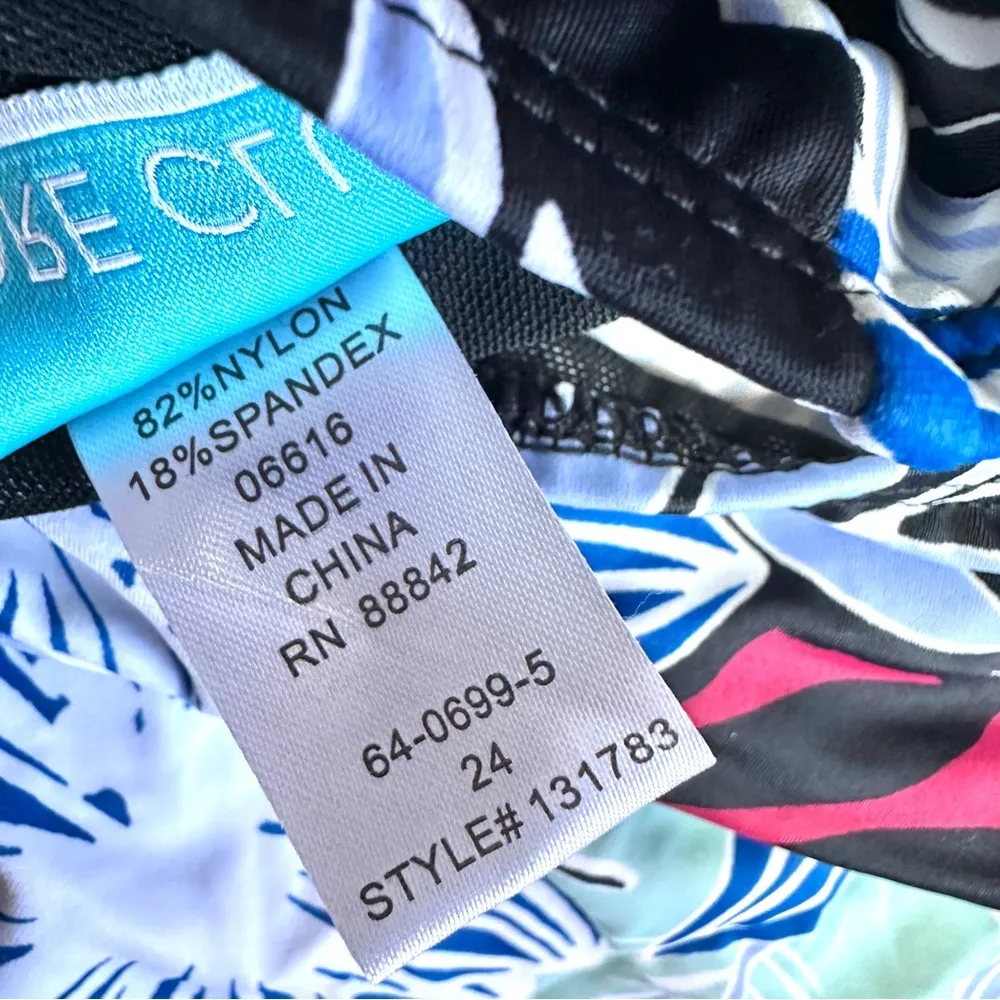 82%NYLON
18%SPANDEX
06616
MADE IN
CHINA
RN 88842
64-0699-5
24
STYLE# 131783